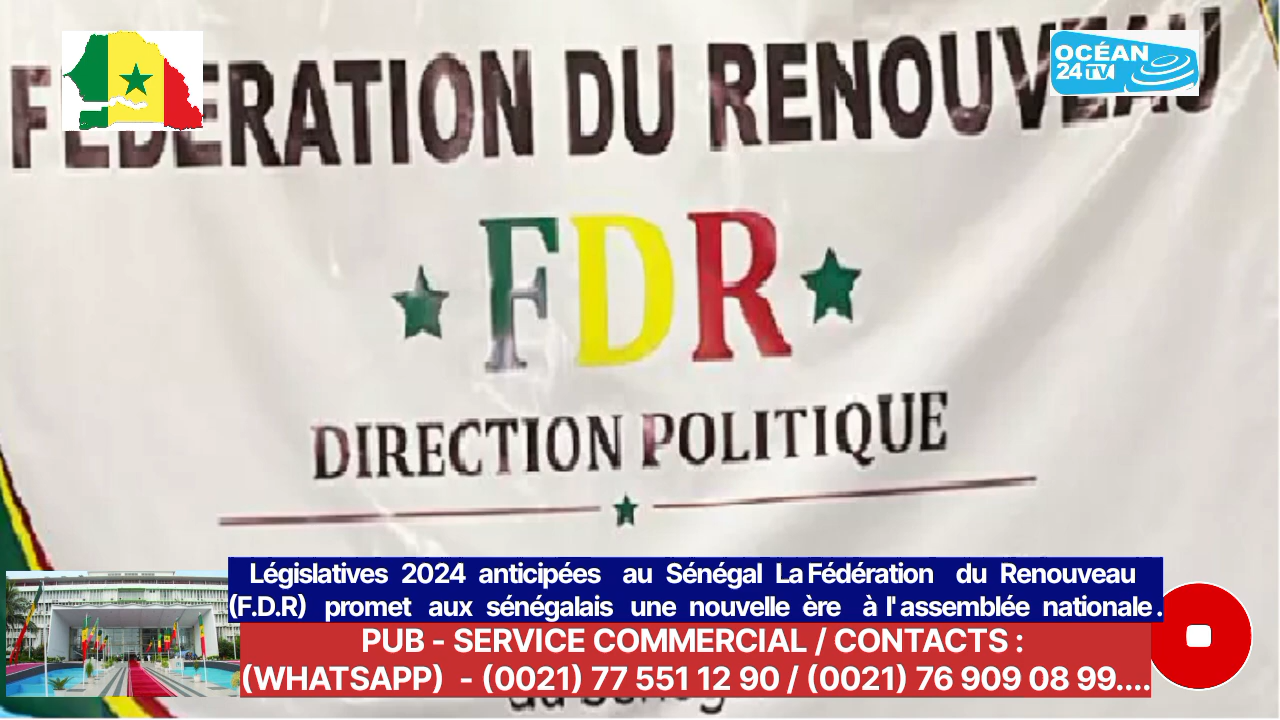 FÉDÉRATION DU RENOUVEAU
OCÉAN
24 TV
FDR
DIRECTION POLITIQUE
Législatives 2024 anticipées au Sénégal La Fédération du Renouveau
(F.D.R) promet aux sénégalais une nouvelle ère à l'assemblée nationale.
PUB - SERVICE COMMERCIAL / CONTACTS :
(WHATSAPP) - (0021) 77 551 12 90 / (0021) 76 909 08 99....